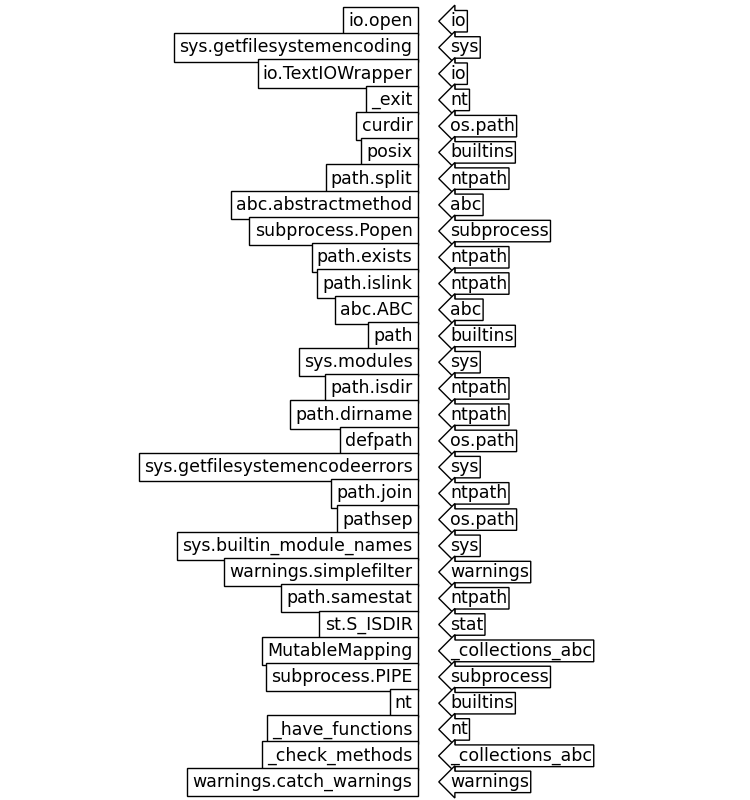 io.open io
sys.getfilesystemencoding sys
io.TextIOWrapper io
_exit nt
curdir os.path
posix builtins
path.split ntpath
abc.abstractmethod abc
subprocess.Popen subprocess
path.exists ntpath
path.islink ntpath
abc.ABC abc
path builtins
sys.modules sys
path.isdir ntpath
path.dirname ntpath
defpath os.path
sys.getfilesystemencodeerrors sys
path.join ntpath
pathsep os.path
sys.builtin_module_names sys
warnings.simplefilter warnings
path.samestat ntpath
st.S_ISDIR stat
MutableMapping _collections_abc
subprocess.PIPE subprocess
nt builtins
_have_functions nt
_check_methods _collections_abc
warnings.catch_warnings warnings